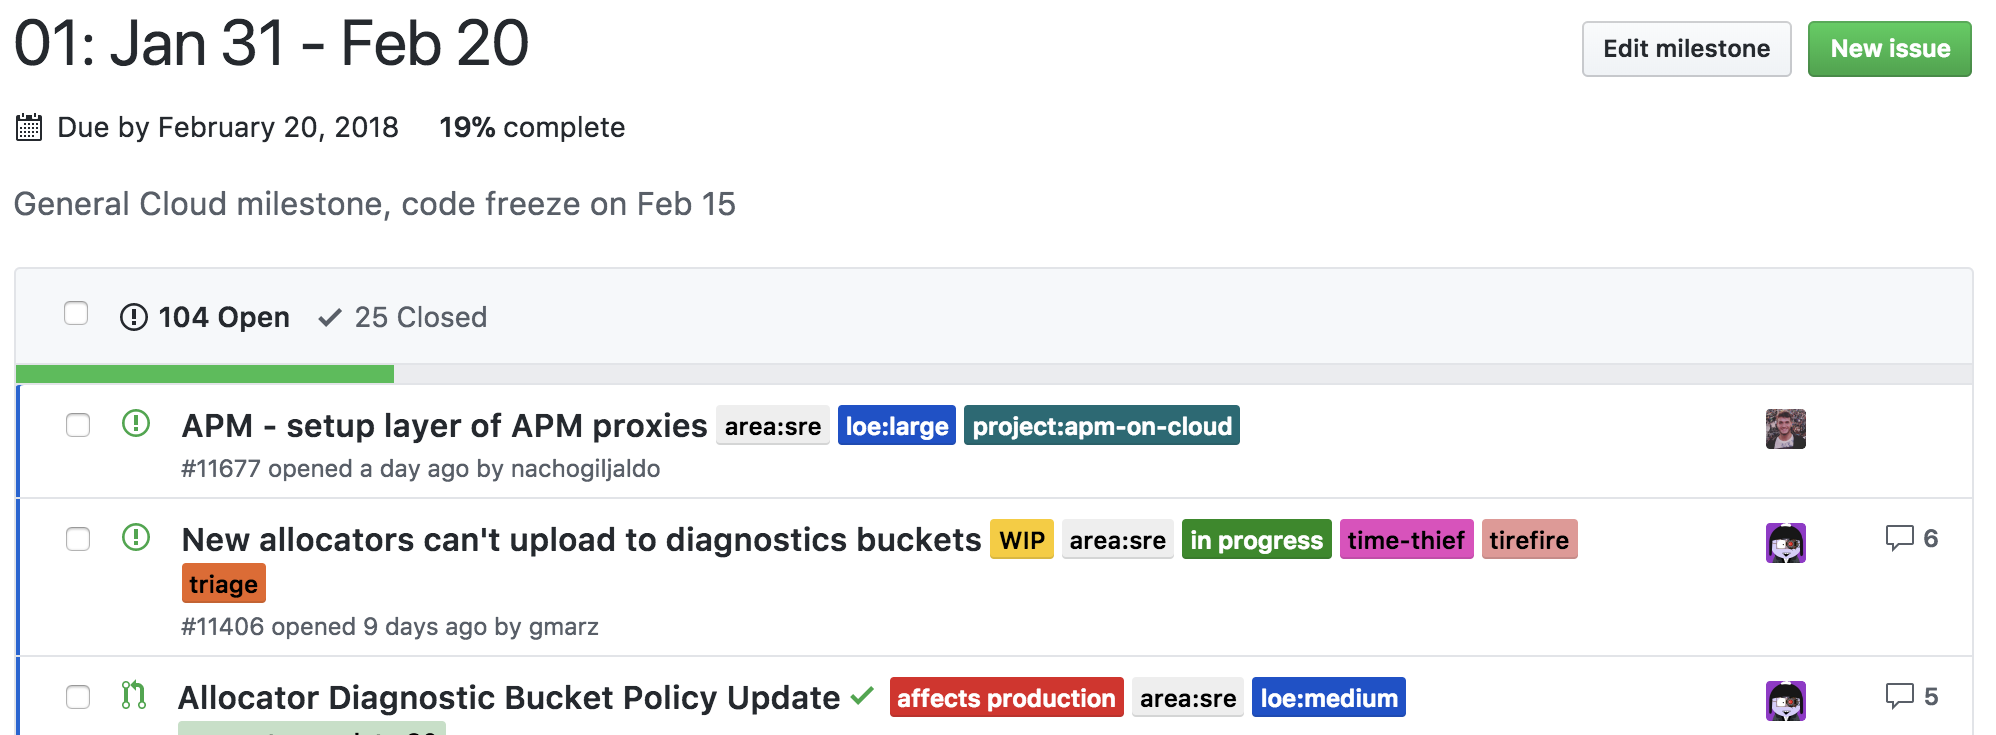 01: Jan 31 - Feb 20
Edit milestone
New issue
Due by February 20, 2018 19% complete
General Cloud milestone, code freeze on Feb 15
104 Open 25 Closed
APM - setup layer of APM proxies area:sre loe:large project:apm-on-cloud
#11677 opened a day ago by nachogiljaldo
New allocators can't upload to diagnostics buckets WIP area:sre in progress time-thief tirefire
6
triage
#11406 opened 9 days ago by gmarz
Allocator Diagnostic Bucket Policy Update affects production area:sre loe:medium
5